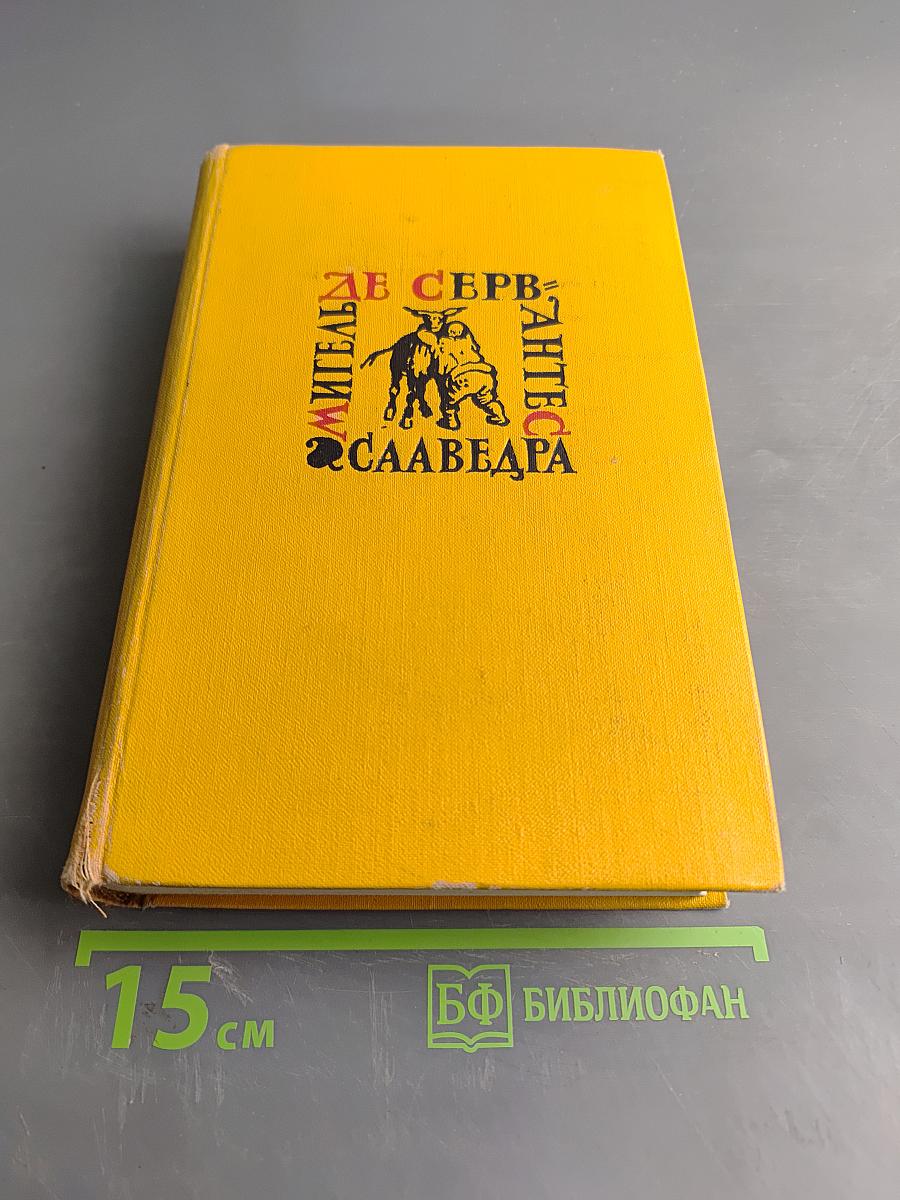 МИГЕЛЬ
ДЕ СЕРВ=
АНТЕС
СААВЕДРА
15 см
БФ БИБЛИОФАН